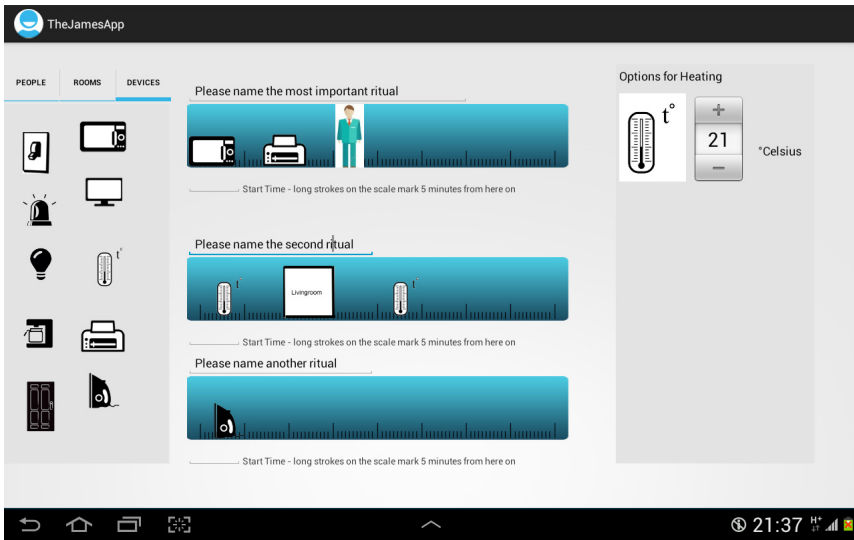 TheJamesApp
PEOPLE ROOMS DEVICES
Please name the most important ritual
Start Time - long strokes on the scale mark 5 minutes from here on
Please name the second ritual
Livingroom
t°
t°
Start Time - long strokes on the scale mark 5 minutes from here on
Please name another ritual
Start Time - long strokes on the scale mark 5 minutes from here on
t°
Options for Heating
t°
+
21
°Celsius
−
21:37 H+